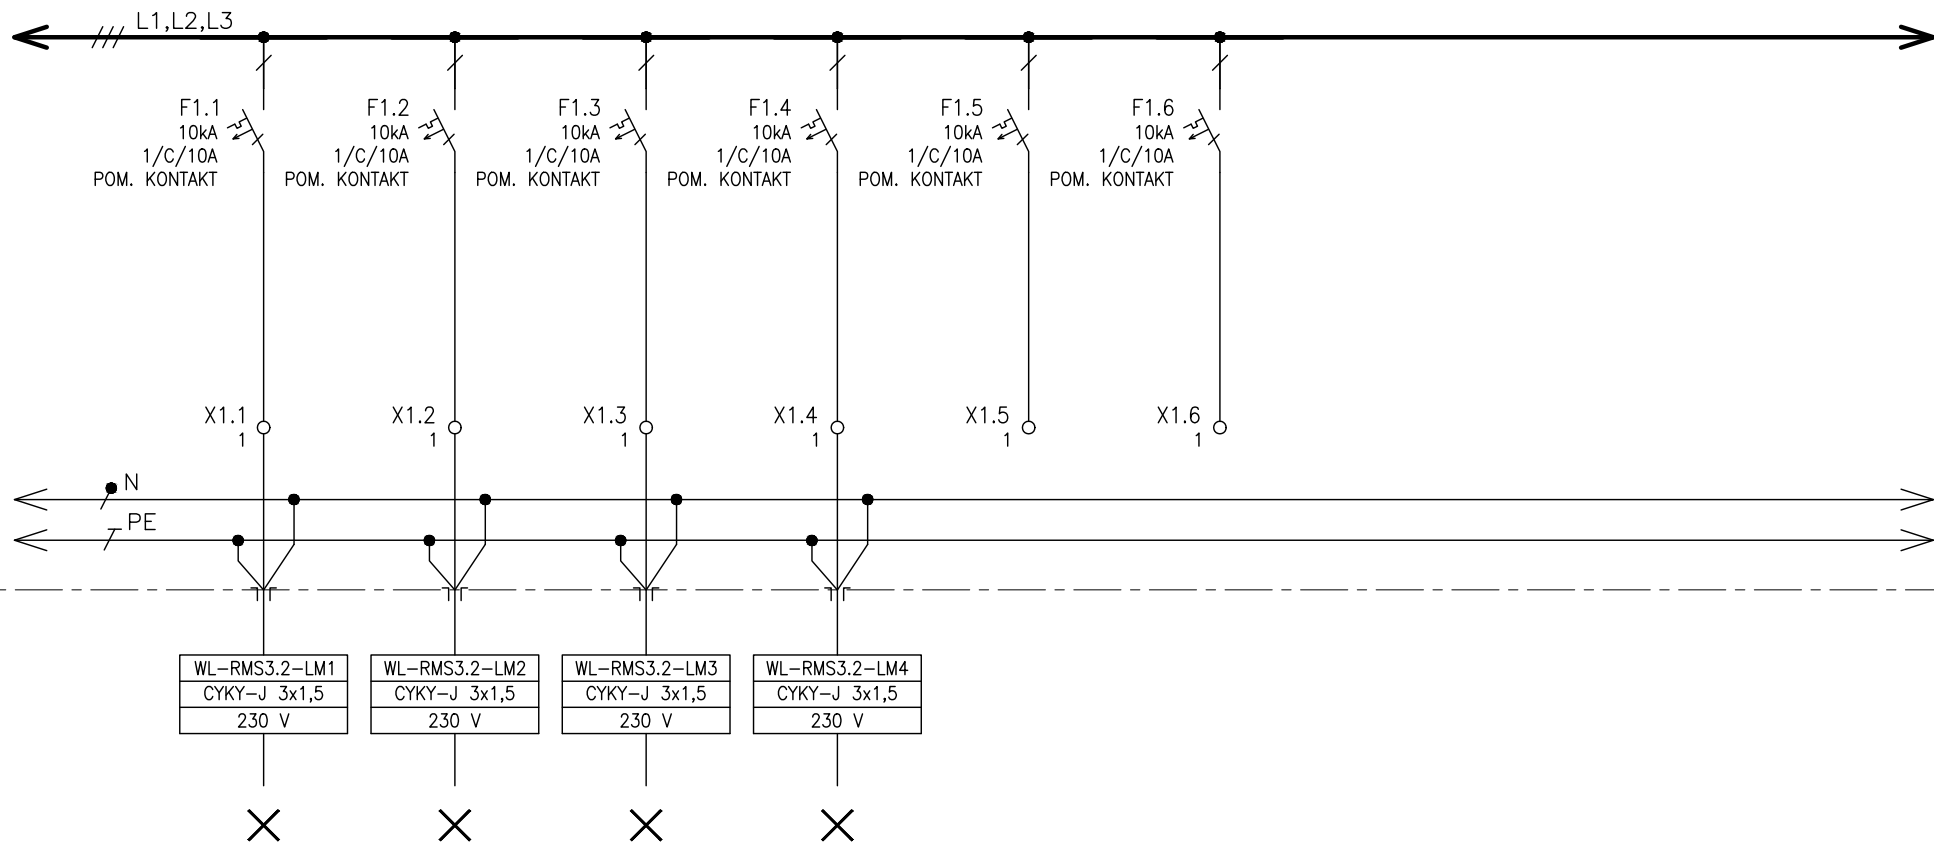 L1,L2,L3
F1.1
10kA
1/C/10A
POM. KONTAKT
F1.2
10kA
1/C/10A
POM. KONTAKT
F1.3
10kA
1/C/10A
POM. KONTAKT
F1.4
10kA
1/C/10A
POM. KONTAKT
F1.5
10kA
1/C/10A
POM. KONTAKT
F1.6
10kA
1/C/10A
POM. KONTAKT
X1.1
1
X1.2
1
X1.3
1
X1.4
1
X1.5
1
X1.6
1
N
PE
WL-RMS3.2-LM1
CYKY-J 3x1,5
230 V
WL-RMS3.2-LM2
CYKY-J 3x1,5
230 V
WL-RMS3.2-LM3
CYKY-J 3x1,5
230 V
WL-RMS3.2-LM4
CYKY-J 3x1,5
230 V